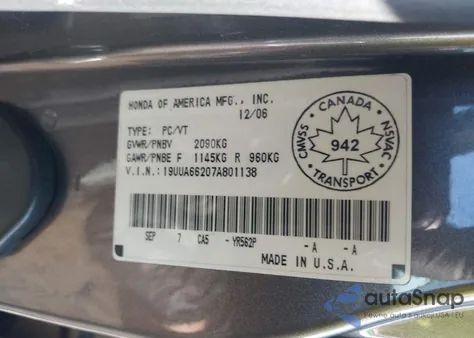 HONDA OF AMERICA MFG., INC.
12/06
TYPE: PC/VT
GVWR/PNBV 2090KG
GAWR/PNBE F 1145KG R 960KG
V.I.N.: 19UUA66207A801138
CANADA
CMVSS
942
NSVAC
TRANSPORT
SEP 7 CA5 - YR562P -A -A
MADE IN U.S.A.
autoSnap